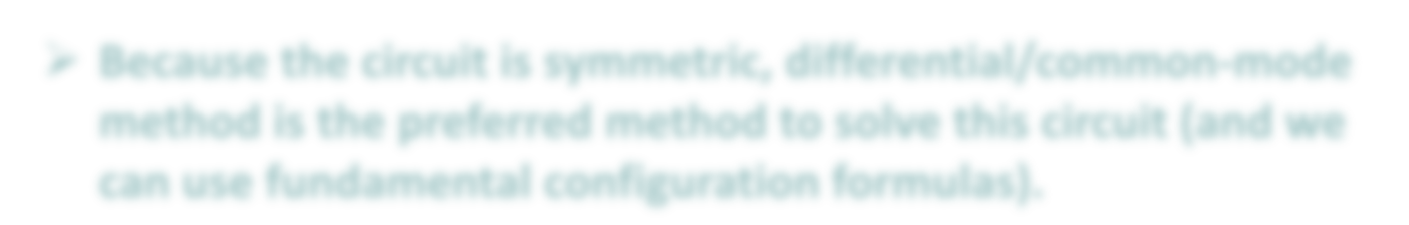 ➢ Because the circuit is symmetric, differential/common-mode
method is the preferred method to solve this circuit (and we
can use fundamental configuration formulas).